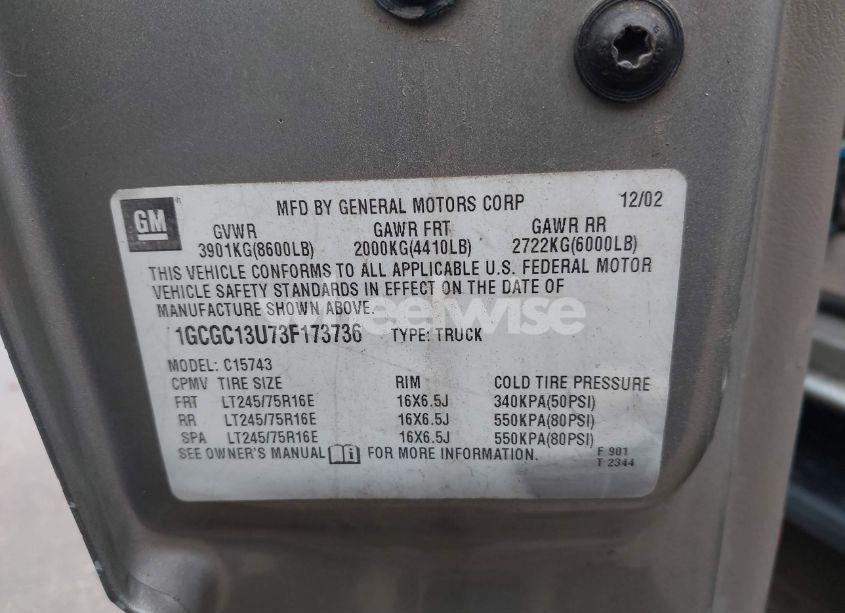 GM
MFD BY GENERAL MOTORS CORP 12/02
GVWR GAWR FRT GAWR RR
3901KG(8600LB) 2000KG(4410LB) 2722KG(6000LB)
THIS VEHICLE CONFORMS TO ALL APPLICABLE U.S. FEDERAL MOTOR
VEHICLE SAFETY STANDARDS IN EFFECT ON THE DATE OF
MANUFACTURE SHOWN ABOVE.
wheelwise
1GCGC13U73F173736 TYPE: TRUCK
MODEL: C15743
CPMV TIRE SIZE RIM COLD TIRE PRESSURE
FRT LT245/75R16E 16X6.5J 340KPA(50PSI)
RR LT245/75R16E 16X6.5J 550KPA(80PSI)
SPA LT245/75R16E 16X6.5J 550KPA(80PSI)
SEE OWNER'S MANUAL FOR MORE INFORMATION.
F 901
T 2344